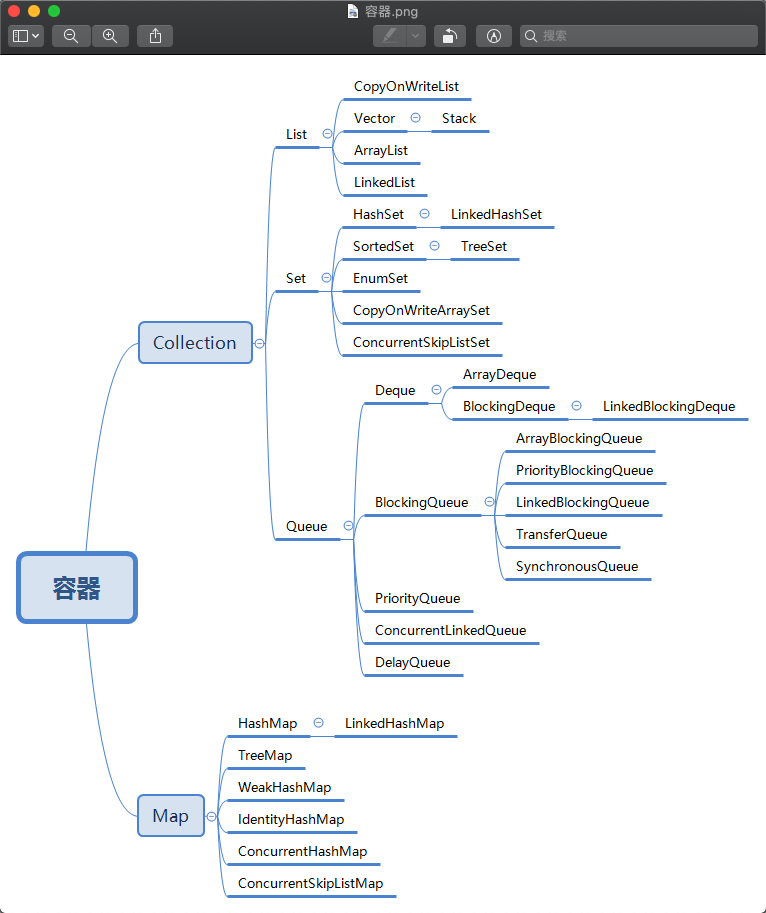 容器.png
搜索
CopyOnWriteList
List
Vector
Stack
ArrayList
LinkedList
HashSet
LinkedHashSet
SortedSet
TreeSet
Set
EnumSet
CopyOnWriteArraySet
ConcurrentSkipListSet
Collection
Deque
ArrayDeque
BlockingDeque
LinkedBlockingDeque
ArrayBlockingQueue
PriorityBlockingQueue
BlockingQueue
LinkedBlockingQueue
Queue
TransferQueue
SynchronousQueue
PriorityQueue
ConcurrentLinkedQueue
DelayQueue
容器
HashMap
LinkedHashMap
TreeMap
WeakHashMap
Map
IdentityHashMap
ConcurrentHashMap
ConcurrentSkipListMap